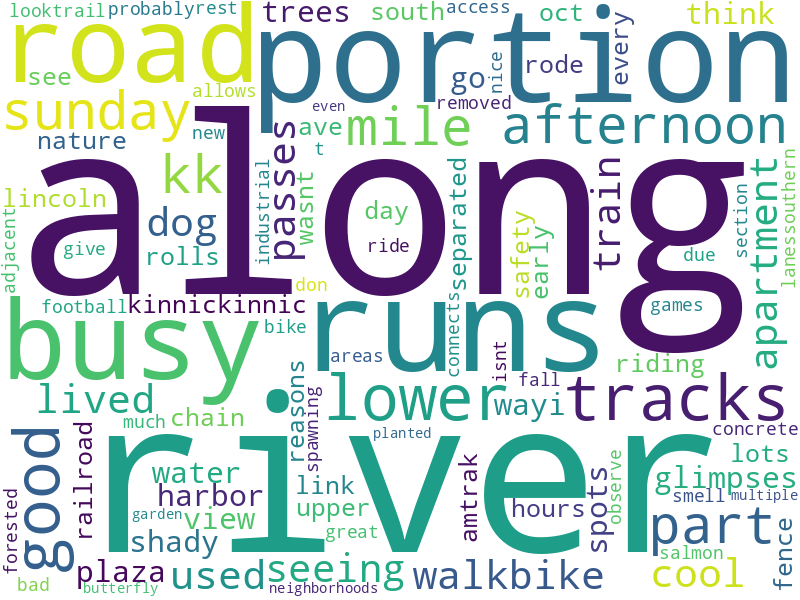 looktrail
probablyrest
trees
south
access
oct
think
road
portion
see
go
nice
rode
every
sunday
allows
even
removed
nature
new
ave
t
mile
afternoon
kk
passes
along
industrial
wasnt
separated
train
apartment
lanessouthern
lincoln
dog
day
safety
early
section
adjacent
give
rolls
ride
due
don
football
kinnickinnic
games
busy
bike
runs
connects
areas
isnt
riding
fall
lived
reasons
lower
wayi
tracks
much
chain
spawning
planted
concrete
good
railroad
river
water
link
amtrak
spots
observe
lots
glimpses
harbor
upper
hours
smell
multiple
forested
garden
view
great
part
fence
shady
salmon
bad
plaza
used
seeing
walkbike
cool
butterfly
neighborhoods